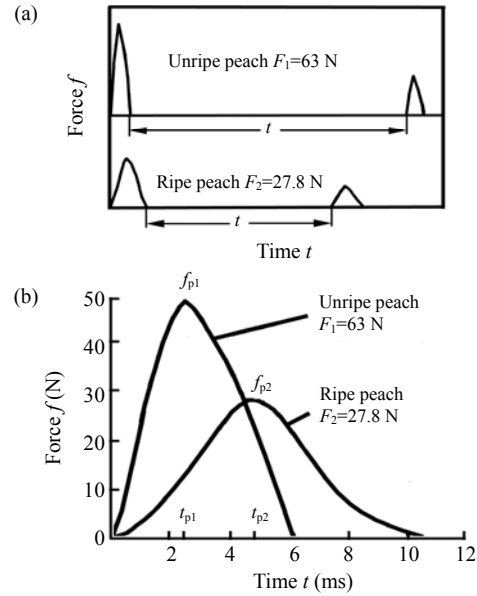 (a)
Unripe peach F₁=63 N
t
Ripe peach F₂=27.8 N
t
Force f
Time t
(b)
fp1
50
Unripe peach
F₁=63 N
40
fp2
30
Ripe peach
F₂=27.8 N
20
10
tp1
tp2
0
2
4
6
8
10
12
Force f (N)
Time t (ms)